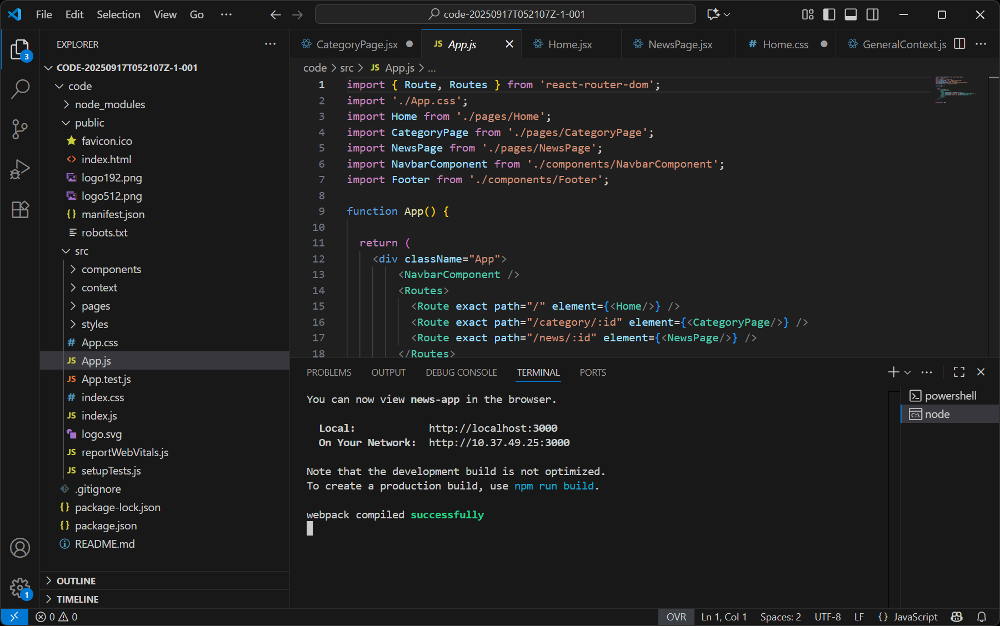 File Edit Selection View Go
code-20250917T052107Z-1-001
EXPLORER
3
CODE-20250917T052107Z-1-001
code
node_modules
public
favicon.ico
index.html
logo192.png
logo512.png
manifest.json
robots.txt
src
components
context
pages
styles
App.css
App.js
App.test.js
index.css
index.js
logo.svg
reportWebVitals.js
setupTests.js
.gitignore
package-lock.json
package.json
README.md
OUTLINE
TIMELINE
1
CategoryPage.jsx JS App.js Home.jsx NewsPage.jsx # Home.css GeneralContext.js
code > src > JS App.js > ...
1 import { Route, Routes } from 'react-router-dom';
2 import './App.css';
3 import Home from './pages/Home';
4 import CategoryPage from './pages/CategoryPage';
5 import NewsPage from './pages/NewsPage';
6 import NavbarComponent from './components/NavbarComponent';
7 import Footer from './components/Footer';
8
9 function App() {
10
11 return (
12 <div className="App">
13 <NavbarComponent />
14 <Routes>
15 <Route exact path="/" element={<Home/>} />
16 <Route exact path="/category/:id" element={<CategoryPage/>} />
17 <Route exact path="/news/:id" element={<NewsPage/>} />
18 </Routes>
PROBLEMS OUTPUT DEBUG CONSOLE TERMINAL PORTS
You can now view news-app in the browser.
Local: http://localhost:3000
On Your Network: http://10.37.49.25:3000
Note that the development build is not optimized.
To create a production build, use npm run build.
webpack compiled successfully
powershell
node
0 0
OVR Ln 1, Col 1 Spaces: 2 UTF-8 LF {} JavaScript